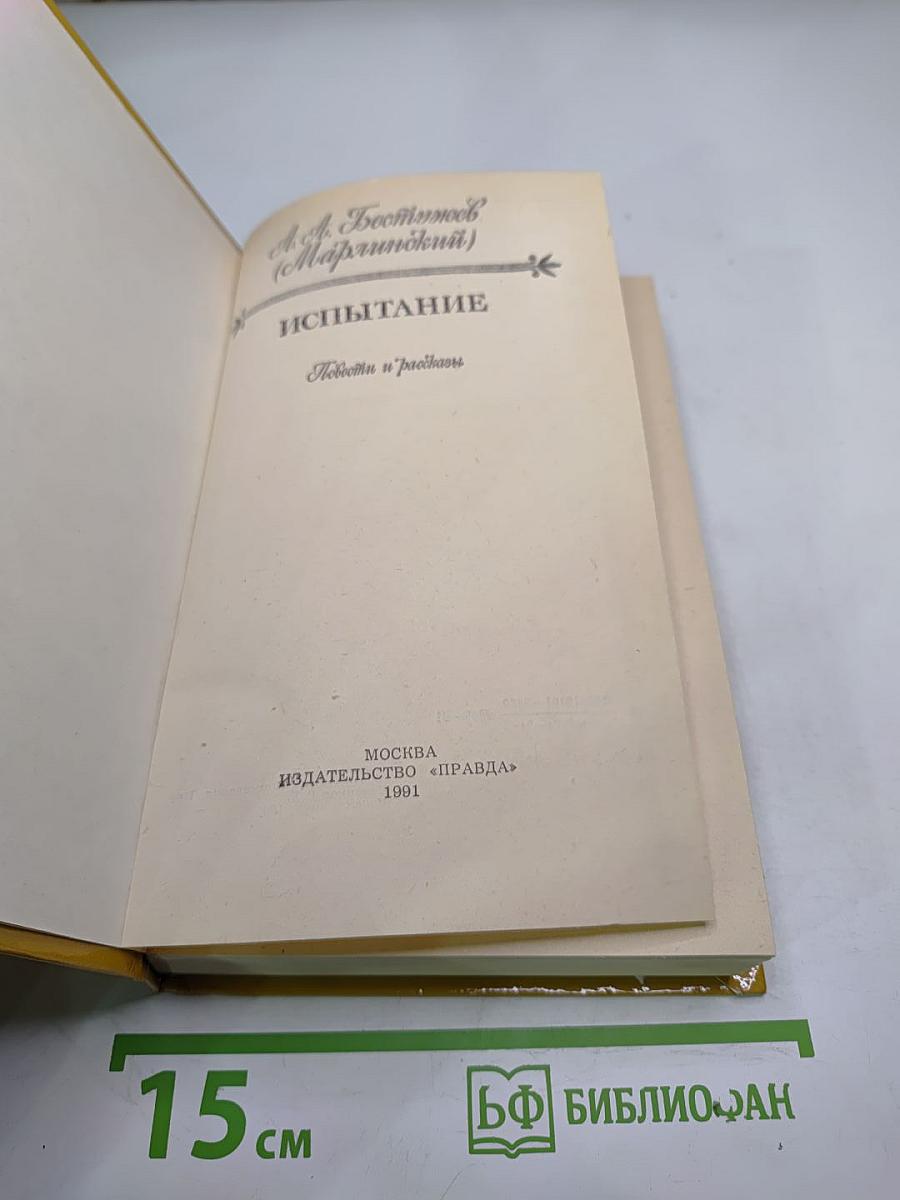 А. А. Бестужев
(Марлинский)
ИСПЫТАНИЕ
Повести и рассказы
МОСКВА
ИЗДАТЕЛЬСТВО «ПРАВДА»
1991
15 см
БФ БИБЛИОФАН